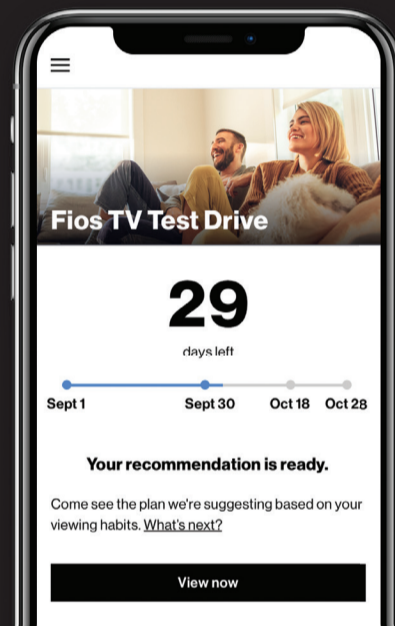 Fios TV Test Drive
29
days left
Sept 1 Sept 30 Oct 18 Oct 28
Your recommendation is ready.
Come see the plan we're suggesting based on your
viewing habits. What's next?
View now